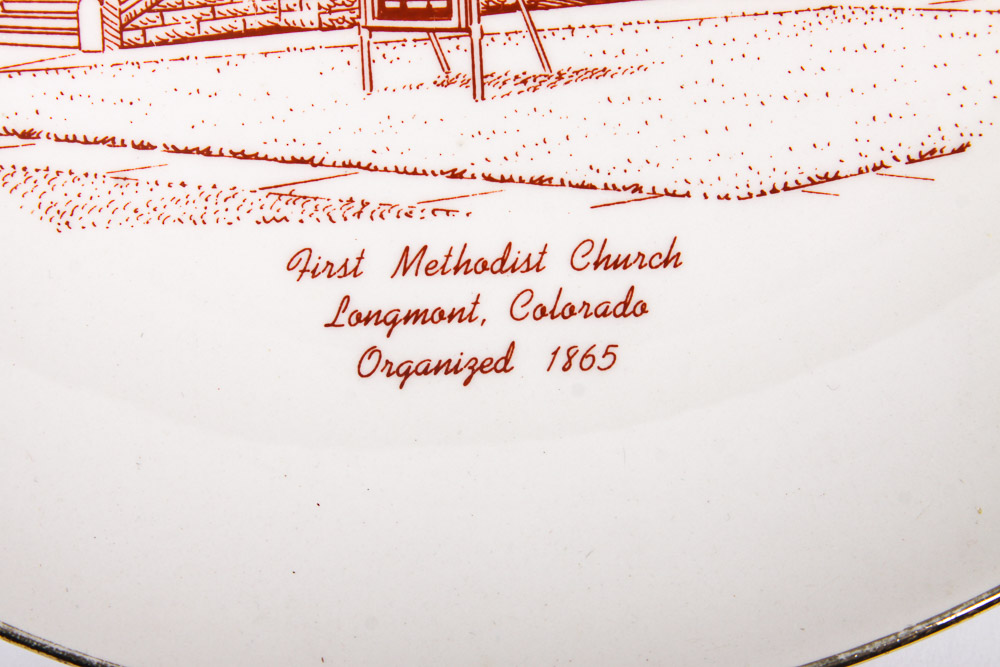 First Methodist Church
Longmont, Colorado
Organized 1865